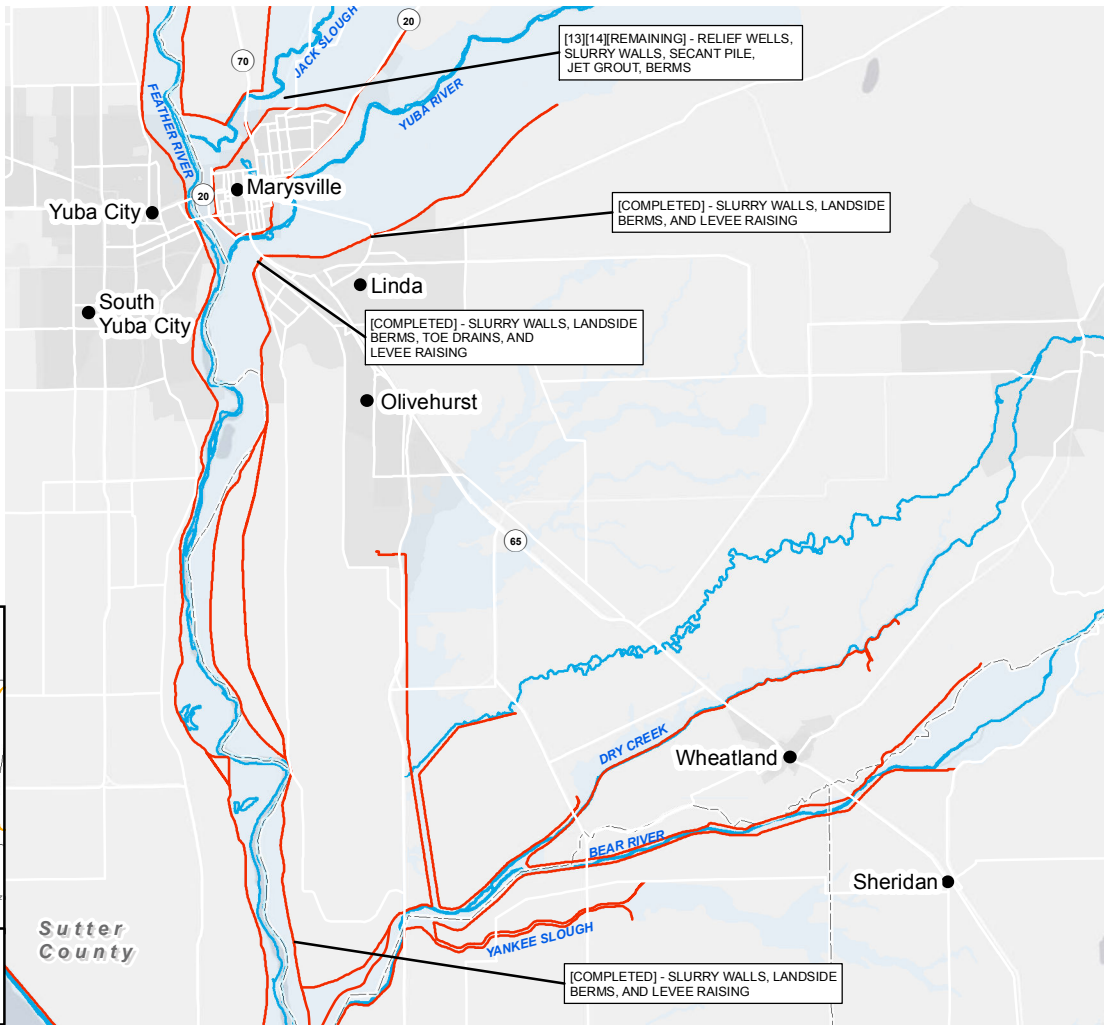 20
[13][14][REMAINING] - RELIEF WELLS,
SLURRY WALLS, SECANT PILE,
JET GROUT, BERMS
70
JACK SLOUGH
FEATHER RIVER
YUBA RIVER
20
Marysville
Yuba City
[COMPLETED] - SLURRY WALLS, LANDSIDE
BERMS, AND LEVEE RAISING
Linda
South
Yuba City
[COMPLETED] - SLURRY WALLS, LANDSIDE
BERMS, TOE DRAINS, AND
LEVEE RAISING
Olivehurst
65
DRY CREEK
Wheatland
BEAR RIVER
Sheridan
YANKEE SLOUGH
Sutter
County
[COMPLETED] - SLURRY WALLS, LANDSIDE
BERMS, AND LEVEE RAISING